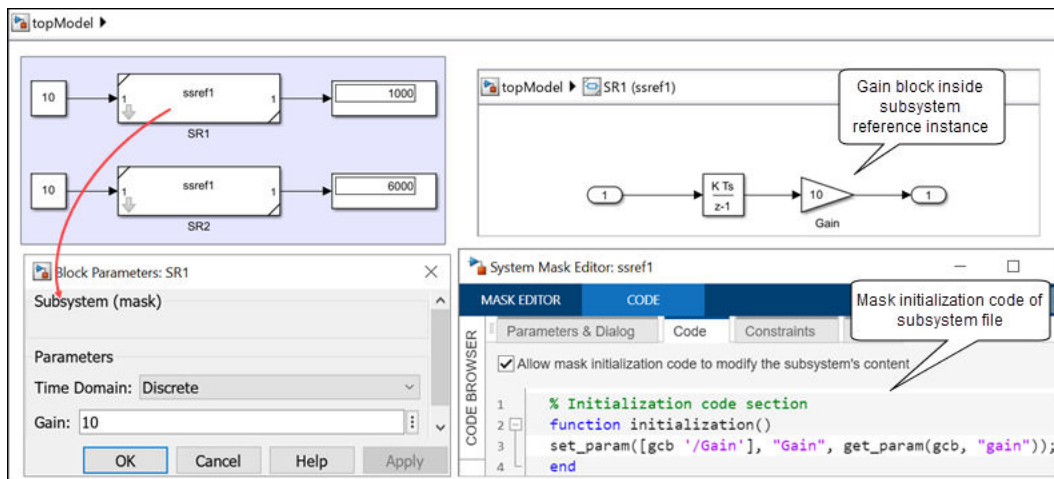 topModel
10
1
ssref1
1
1000
SR1
10
1
ssref1
1
6000
SR2
topModel SR1 (ssref1)
Gain block inside
subsystem
reference instance
1
K Ts
z-1
10
1
Gain
Block Parameters: SR1
Subsystem (mask)
Parameters
Time Domain: Discrete
Gain: 10
OK Cancel Help Apply
System Mask Editor: ssref1
MASK EDITOR CODE
Mask initialization code of
subsystem file
CODE BROWSER
Parameters & Dialog Code Constraints
Allow mask initialization code to modify the subsystem's content
1 % Initialization code section
2 function initialization()
3 set_param([gcb '/Gain'], "Gain", get_param(gcb, "gain"));
4 end